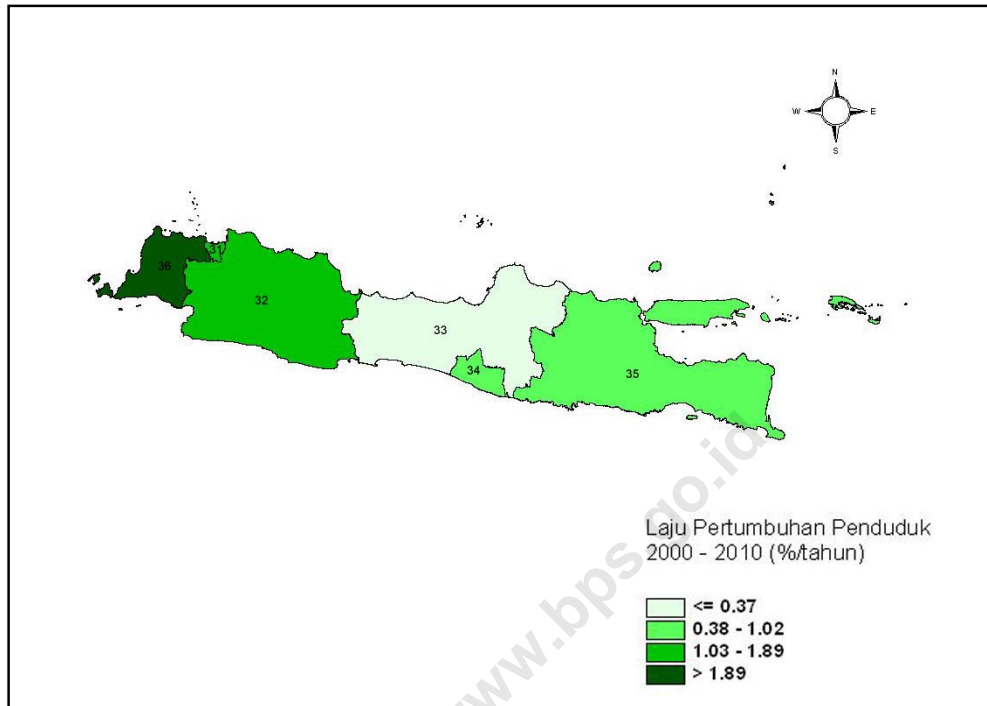 N
W E
S
36
31
32
33
34
35
www.bps.go.id
Laju Pertumbuhan Penduduk
2000 - 2010 (%/tahun)
<= 0.37
0.38 - 1.02
1.03 - 1.89
> 1.89